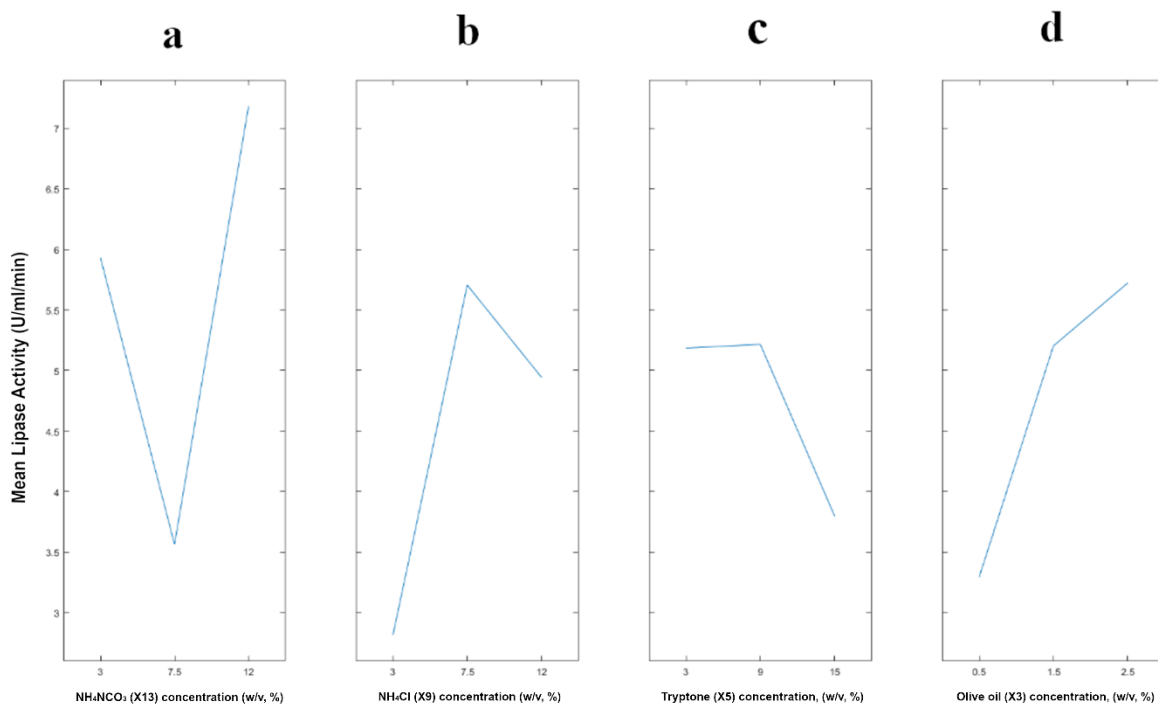 a b c d
7
6.5
6
5.5
5
4.5
4
3.5
3
Mean Lipase Activity (U/ml/min)
3 7.5 12
3 7.5 12
3 9 15
0.5 1.5 2.5
NH₄NCO₃ (X13) concentration (w/v, %)
NH₄Cl (X9) concentration (w/v, %)
Tryptone (X5) concentration, (w/v, %)
Olive oil (X3) concentration, (w/v, %)